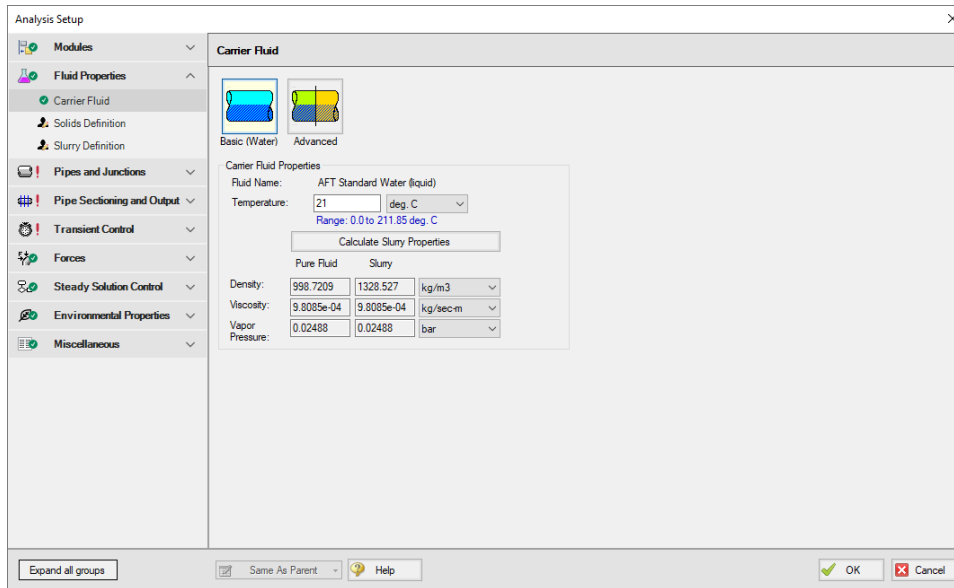 Analysis Setup
Modules
Fluid Properties
Carrier Fluid
Solids Definition
Slurry Definition
Pipes and Junctions
Pipe Sectioning and Output
Transient Control
Forces
Steady Solution Control
Environmental Properties
Miscellaneous
Carrier Fluid
Basic (Water) Advanced
Carrier Fluid Properties
Fluid Name: AFT Standard Water (liquid)
Temperature: 21 deg. C
Range: 0.0 to 211.85 deg. C
Calculate Slurry Properties
Pure Fluid Slurry
Density: 998.7209 1328.527 kg/m3
Viscosity: 9.8085e-04 9.8085e-04 kg/sec-m
Vapor
Pressure: 0.02488 0.02488 bar
Expand all groups Same As Parent Help OK Cancel